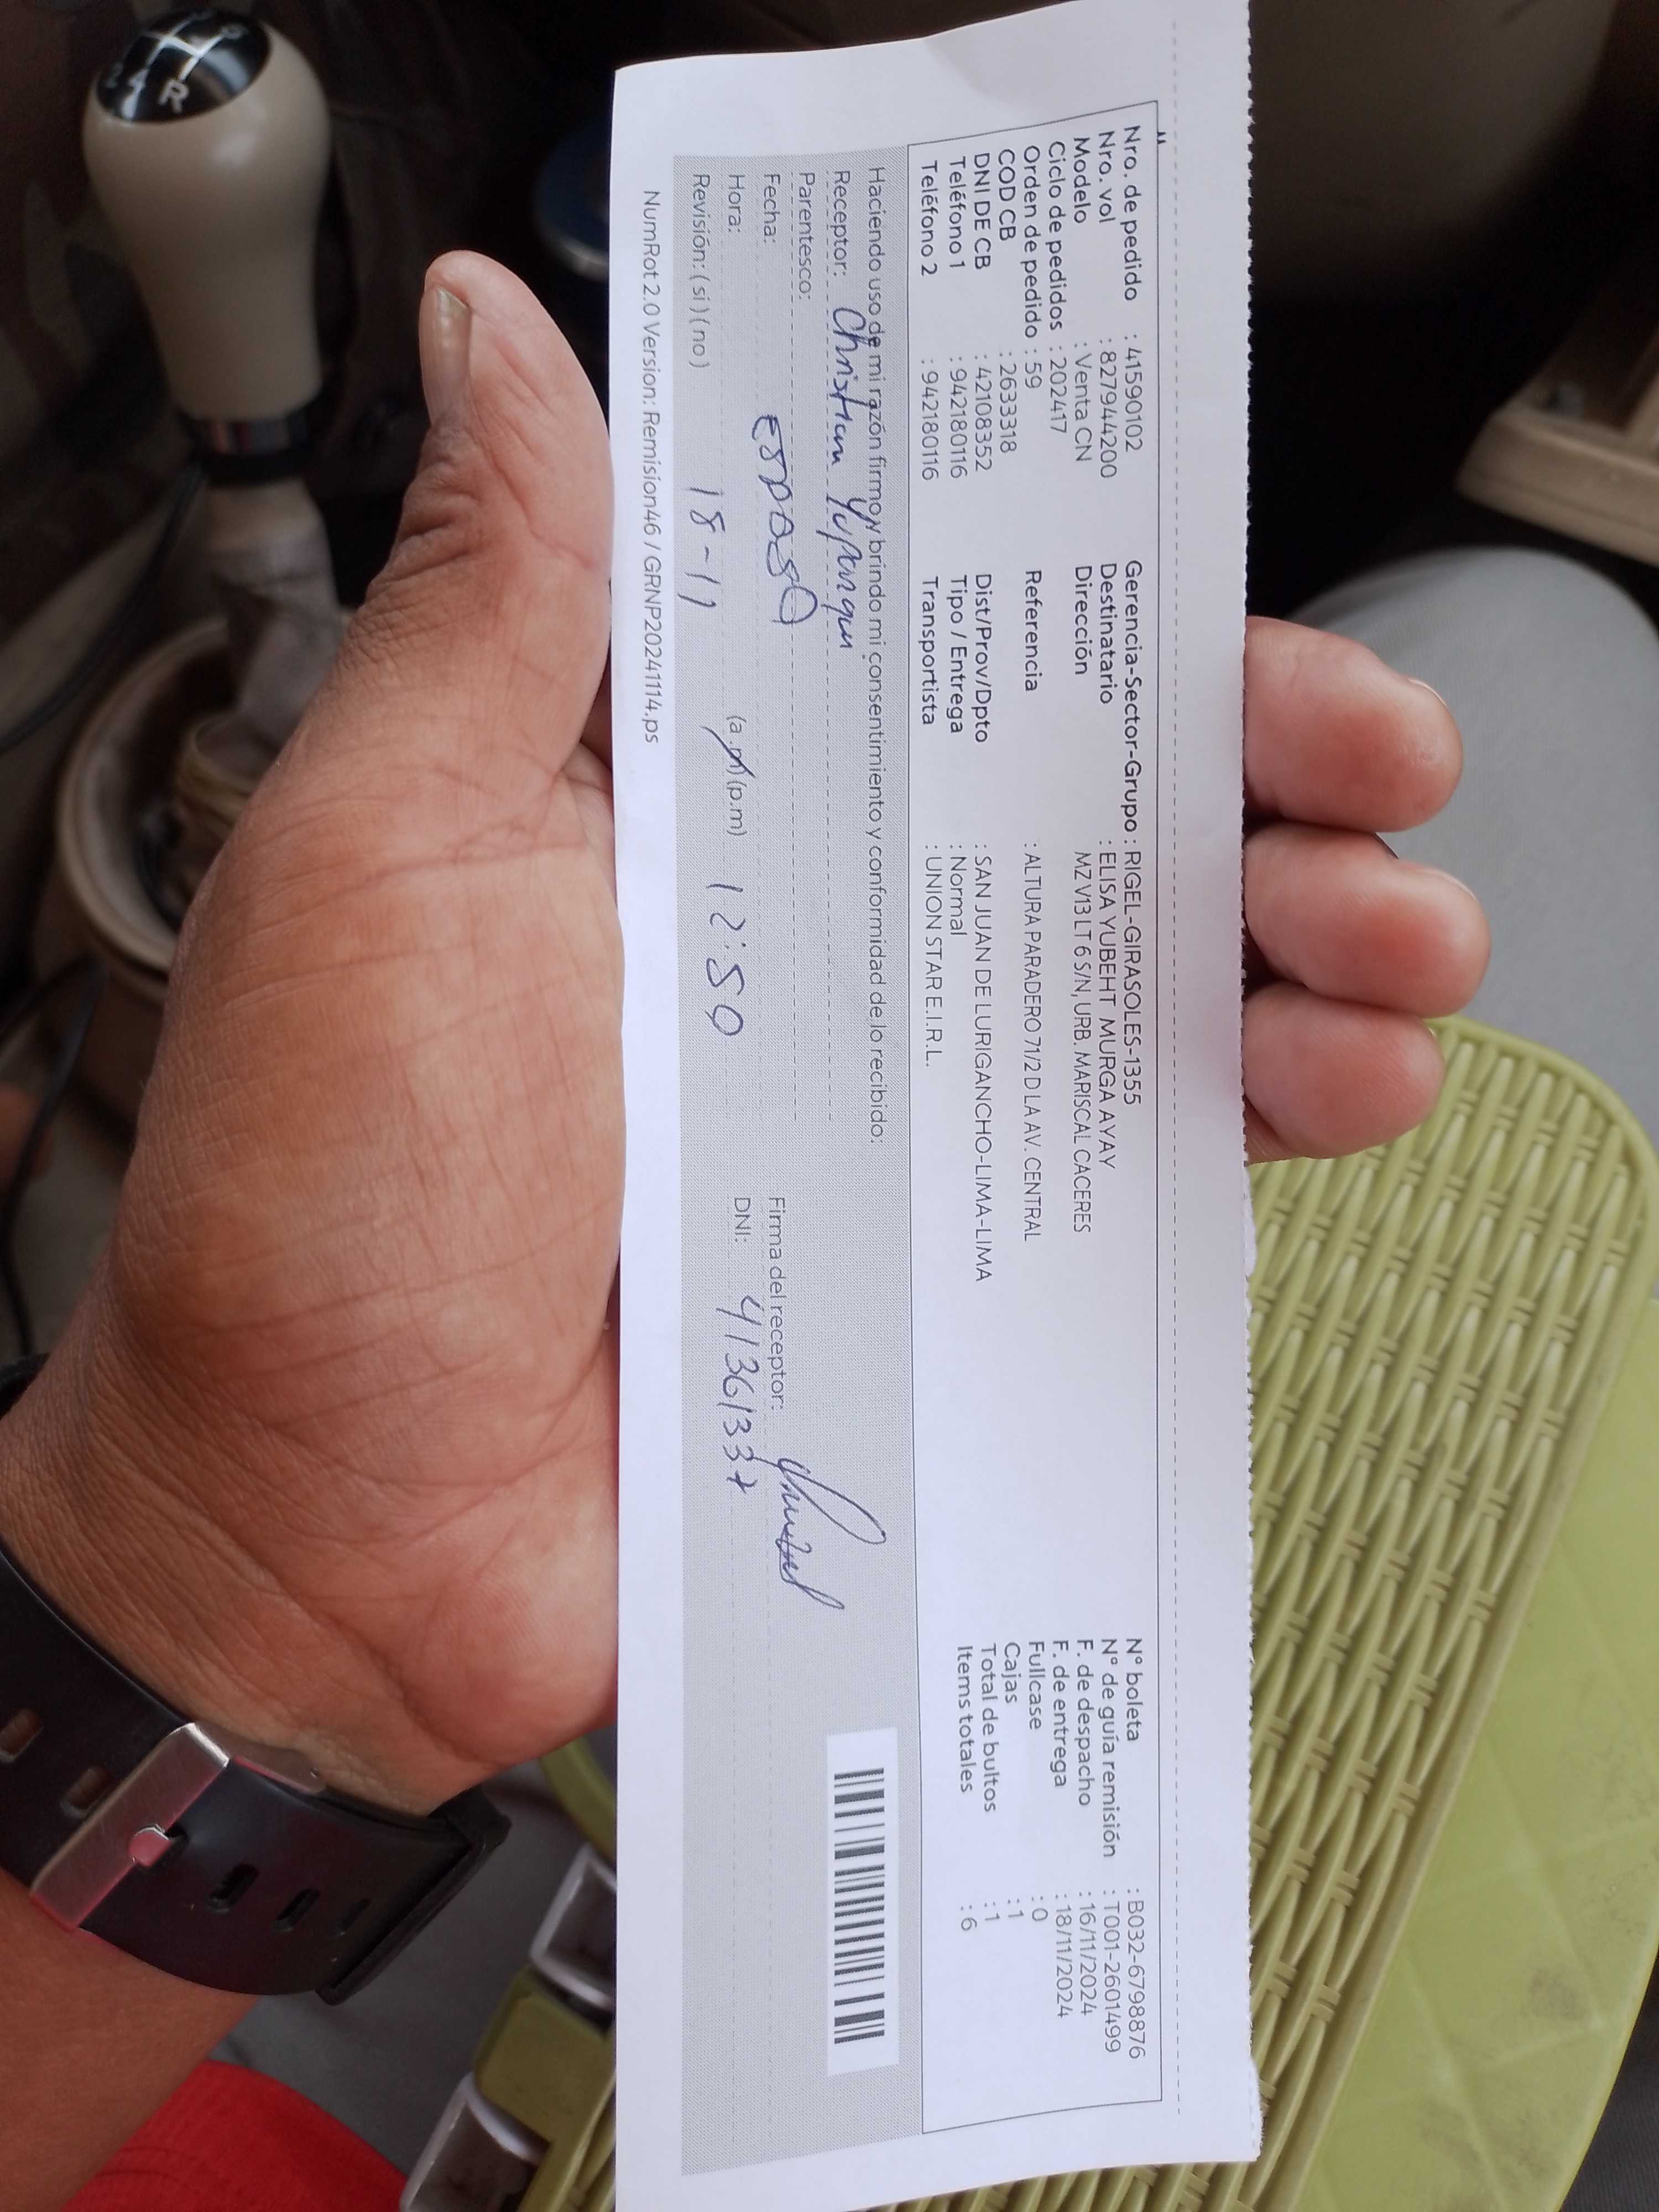 Nro. de pedido : 41590102
Nro. vol : 827944200
Modelo : Venta CN
Ciclo de pedidos : 202417
Orden de pedido : 59
COD CB : 2633318
DNI DE CB : 42108352
Teléfono 1 : 942180116
Teléfono 2 : 942180116
Gerencia-Sector-Grupo : RIGEL-GIRASOLES-1355
Destinatario : ELISA YUBEHT MURGA AYAY
Dirección MZ V13 LT 6 S/N, URB. MARISCAL CACERES
Referencia : ALTURA PARADERO 71/2 D LA AV. CENTRAL
Dist/Prov/Dpto : SAN JUAN DE LURIGANCHO-LIMA-LIMA
Tipo / Entrega : Normal
Transportista : UNION STAR E.I.R.L.
N° boleta : B032-6798876
N° de guía remisión : T001-2601499
F. de despacho : 16/11/2024
F. de entrega : 18/11/2024
Fullcase : 0
Cajas : 1
Total de bultos : 1
Items totales : 6
Haciendo uso de mi razón firmo y brindo mi consentimiento y conformidad de lo recibido:
Receptor: Christian Yupanqui
Parentesco: Esposo
Fecha: 18-11
Hora: (a.m) (p.m) 12:50
Revisión: (si) (no)
Firma del receptor:
DNI: 41361337
NumRot 2.0 Version: Remision46 / GRNP20241114.ps
R